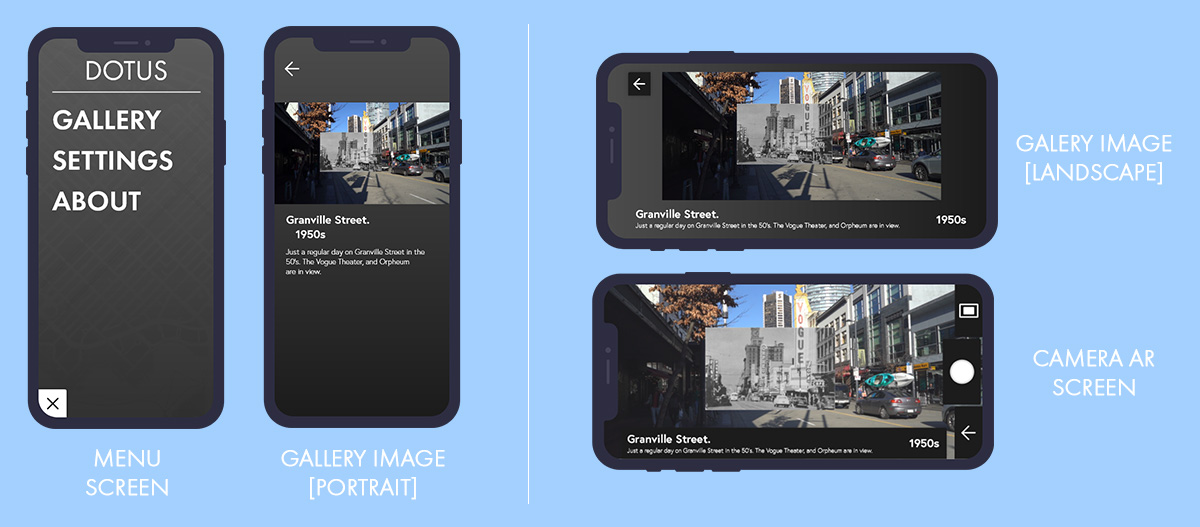 DOTUS
GALLERY
SETTINGS
ABOUT
MENU
SCREEN
Granville Street.
1950s
Just a regular day on Granville Street in the
50's. The Vogue Theater, and Orpheum
are in view.
GALLERY IMAGE
[PORTRAIT]
VOGUE
Granville Street.
1950s
Just a regular day on Granville Street in the 50's. The Vogue Theater, and Orpheum are in view.
GALERY IMAGE
[LANDSCAPE]
VOGUE
Granville Street.
1950s
Just a regular day on Granville Street in the 50's. The Vogue Theater, and Orpheum are in view.
CAMERA AR
SCREEN